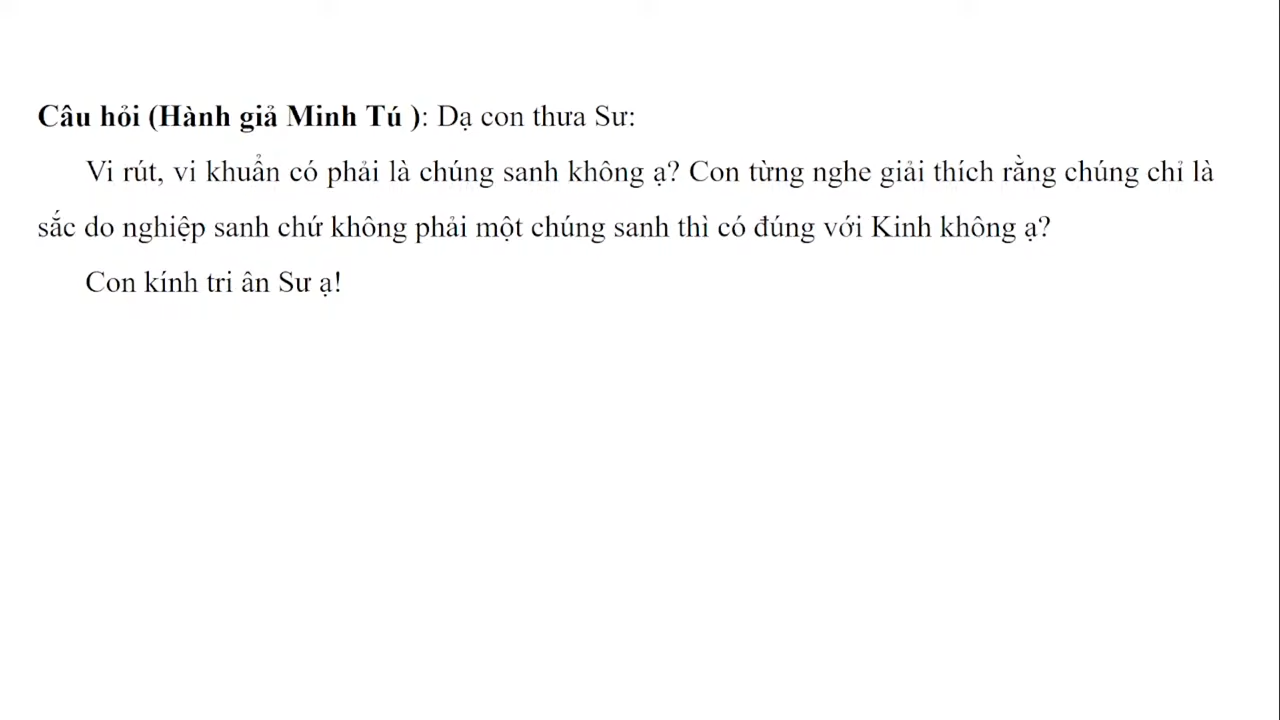 Câu hỏi (Hành giả Minh Tú ): Dạ con thưa Sư:
Vi rút, vi khuẩn có phải là chúng sanh không ạ? Con từng nghe giải thích rằng chúng chỉ là
sắc do nghiệp sanh chứ không phải một chúng sanh thì có đúng với Kinh không ạ?
Con kính tri ân Sư ạ!